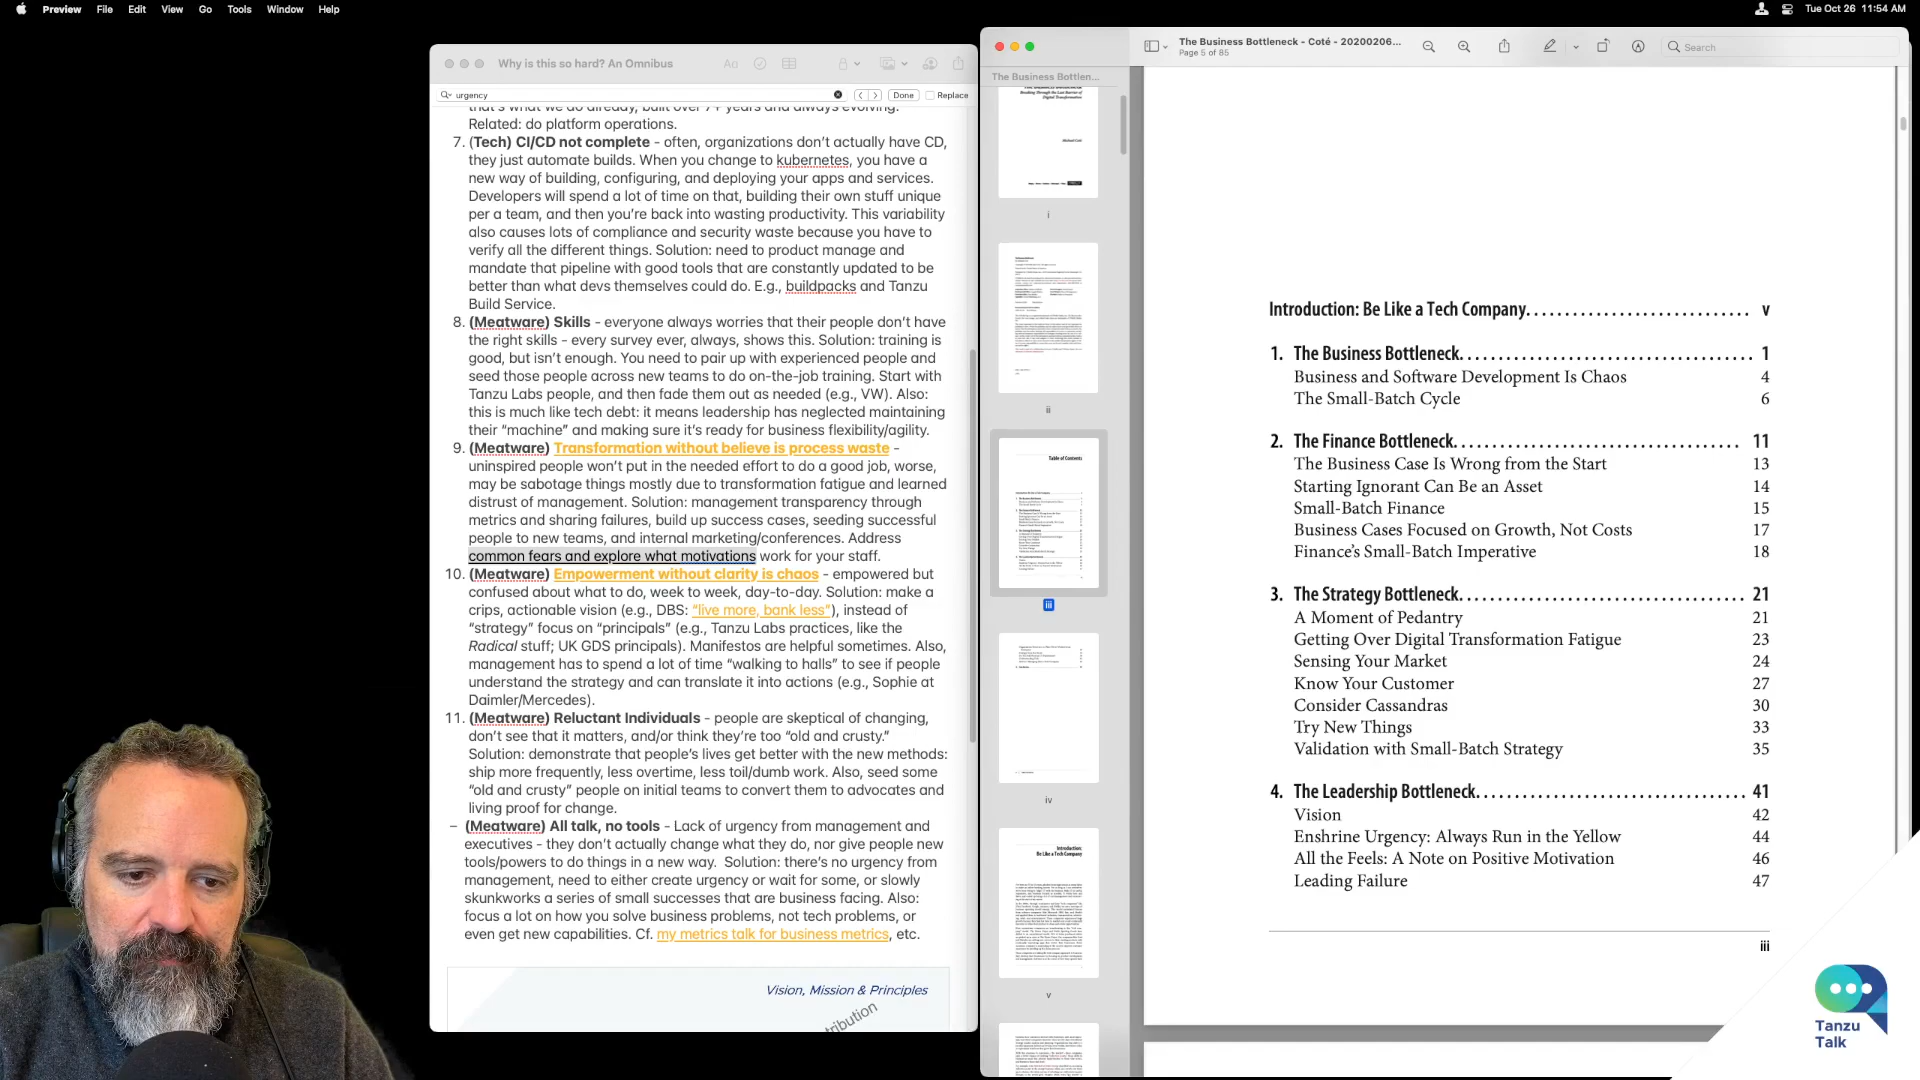 Preview File Edit View Go Tools Window Help
Tue Oct 26 11:54 AM
Why is this so hard? An Omnibus
Aa
urgency
Done
Replace
that's what we do already, built over 7+ years and always evolving.
Related: do platform operations.
7. (Tech) CI/CD not complete - often, organizations don't actually have CD,
they just automate builds. When you change to kubernetes, you have a
new way of building, configuring, and deploying your apps and services.
Developers will spend a lot of time on that, building their own stuff unique
per a team, and then you're back into wasting productivity. This variability
also causes lots of compliance and security waste because you have to
verify all the different things. Solution: need to product manage and
mandate that pipeline with good tools that are constantly updated to be
better than what devs themselves could do. E.g., buildpacks and Tanzu
Build Service.
8. (Meatware) Skills - everyone always worries that their people don't have
the right skills - every survey ever, always, shows this. Solution: training is
good, but isn't enough. You need to pair up with experienced people and
seed those people across new teams to do on-the-job training. Start with
Tanzu Labs people, and then fade them out as needed (e.g., VW). Also:
this is much like tech debt: it means leadership has neglected maintaining
their “machine” and making sure it's ready for business flexibility/agility.
9. (Meatware) Transformation without believe is process waste -
uninspired people won't put in the needed effort to do a good job, worse,
may be sabotage things mostly due to transformation fatigue and learned
distrust of management. Solution: management transparency through
metrics and sharing failures, build up success cases, seeding successful
people to new teams, and internal marketing/conferences. Address
common fears and explore what motivations work for your staff.
10. (Meatware) Empowerment without clarity is chaos - empowered but
confused about what to do, week to week, day-to-day. Solution: make a
crips, actionable vision (e.g., DBS: “live more, bank less”), instead of
“strategy” focus on “principals” (e.g., Tanzu Labs practices, like the
Radical stuff; UK GDS principals). Manifestos are helpful sometimes. Also,
management has to spend a lot of time “walking to halls” to see if people
understand the strategy and can translate it into actions (e.g., Sophie at
Daimler/Mercedes).
11. (Meatware) Reluctant Individuals - people are skeptical of changing,
don't see that it matters, and/or think they're too “old and crusty.”
Solution: demonstrate that people's lives get better with the new methods:
ship more frequently, less overtime, less toil/dumb work. Also, seed some
“old and crusty” people on initial teams to convert them to advocates and
living proof for change.
– (Meatware) All talk, no tools - Lack of urgency from management and
executives - they don't actually change what they do, nor give people new
tools/powers to do things in a new way. Solution: there's no urgency from
management, need to either create urgency or wait for some, or slowly
skunkworks a series of small successes that are business facing. Also:
focus a lot on how you solve business problems, not tech problems, or
even get new capabilities. Cf. my metrics talk for business metrics, etc.
Vision, Mission & Principles
tribution
The Business Bottleneck - Coté - 20200206...
Page 5 of 85
Search
The Business Bottlen...
Breaking Through the Last Barrier of
Digital Transformation
i
ii
Table of Contents
iii
iv
Introduction:
Be Like a Tech Company
v
Introduction: Be Like a Tech Company. . . . . . . . . . . . . . . . . . . . . . . . . . . v
1. The Business Bottleneck. . . . . . . . . . . . . . . . . . . . . . . . . . . . . . . . . . . 1
Business and Software Development Is Chaos 4
The Small-Batch Cycle 6
2. The Finance Bottleneck. . . . . . . . . . . . . . . . . . . . . . . . . . . . . . . . . . 11
The Business Case Is Wrong from the Start 13
Starting Ignorant Can Be an Asset 14
Small-Batch Finance 15
Business Cases Focused on Growth, Not Costs 17
Finance's Small-Batch Imperative 18
3. The Strategy Bottleneck. . . . . . . . . . . . . . . . . . . . . . . . . . . . . . . . . . 21
A Moment of Pedantry 21
Getting Over Digital Transformation Fatigue 23
Sensing Your Market 24
Know Your Customer 27
Consider Cassandras 30
Try New Things 33
Validation with Small-Batch Strategy 35
4. The Leadership Bottleneck. . . . . . . . . . . . . . . . . . . . . . . . . . . . . . . . 41
Vision 42
Enshrine Urgency: Always Run in the Yellow 44
All the Feels: A Note on Positive Motivation 46
Leading Failure 47
iii
Tanzu
Talk